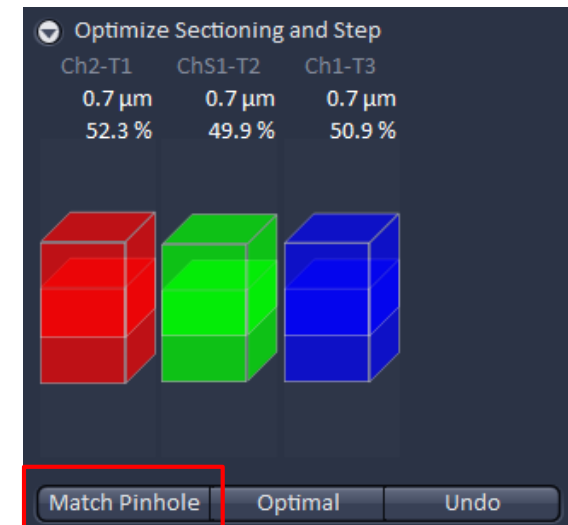 Optimize Sectioning and Step
Ch2-T1 ChS1-T2 Ch1-T3
0.7 µm 0.7 µm 0.7 µm
52.3 % 49.9 % 50.9 %
Match Pinhole Optimal Undo